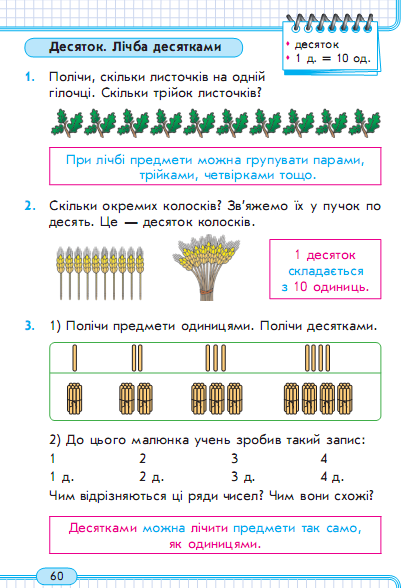 Десяток. Лічба десятками
• десяток
• 1 д. = 10 од.
1. Полічи, скільки листочків на одній
гілочці. Скільки трійок листочків?
При лічбі предмети можна групувати парами,
трійками, четвірками тощо.
2. Скільки окремих колосків? Зв’яжемо їх у пучок по
десять. Це — десяток колосків.
1 десяток
складається
з 10 одиниць.
3. 1) Полічи предмети одиницями. Полічи десятками.
2) До цього малюнка учень зробив такий запис:
1 2 3 4
1 д. 2 д. 3 д. 4 д.
Чим відрізняються ці ряди чисел? Чим вони схожі?
Десятками можна лічити предмети так само,
як одиницями.
60